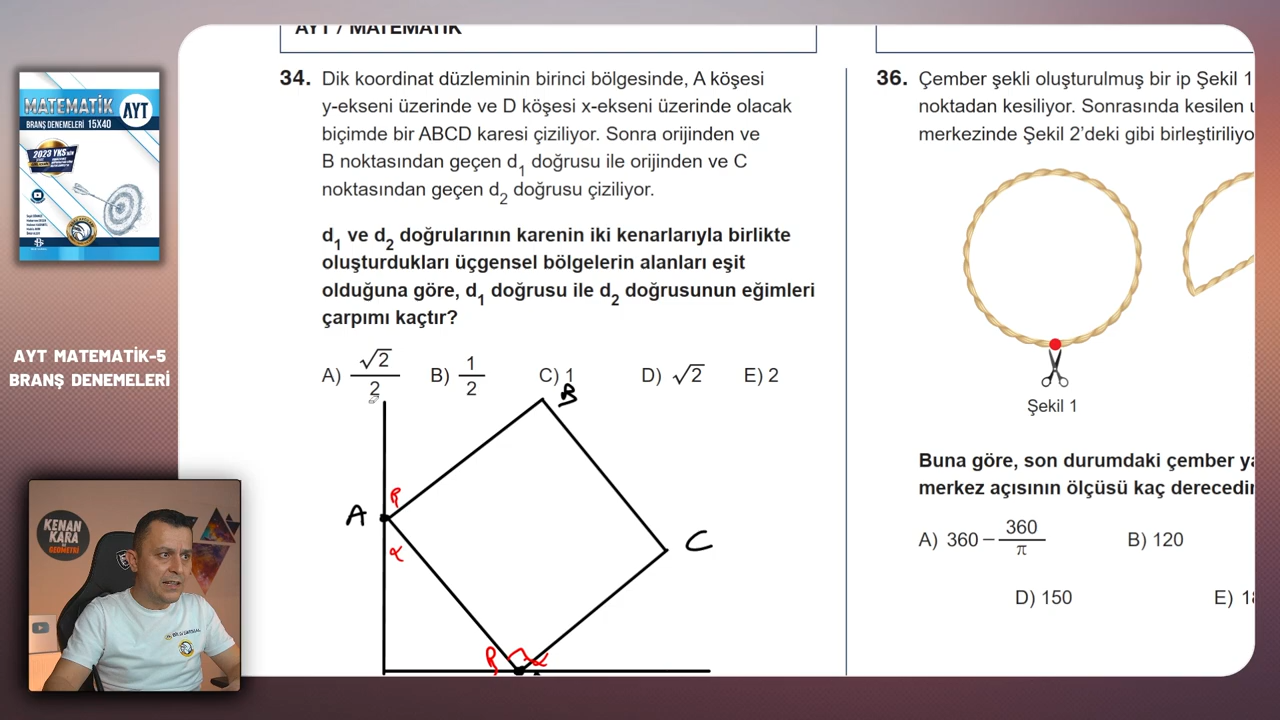 AYT / MATEMATİK
34. Dik koordinat düzleminin birinci bölgesinde, A köşesi
y-ekseni üzerinde ve D köşesi x-ekseni üzerinde olacak
biçimde bir ABCD karesi çiziliyor. Sonra orijinden ve
B noktasından geçen d1 doğrusu ile orijinden ve C
noktasından geçen d2 doğrusu çiziliyor.
d1 ve d2 doğrularının karenin iki kenarlarıyla birlikte
oluşturdukları üçgensel bölgelerin alanları eşit
olduğuna göre, d1 doğrusu ile d2 doğrusunun eğimleri
çarpımı kaçtır?
A) √2/2 B) 1/2 C) 1 D) √2 E) 2
B
A
C
β
α
β
α
36. Çember şekli oluşturulmuş bir ip Şekil 1
noktadan kesiliyor. Sonrasında kesilen
merkezinde Şekil 2'deki gibi birleştiriliyo
Şekil 1
Buna göre, son durumdaki çember ya
merkez açısının ölçüsü kaç derecedir
A) 360 – 360/π B) 120
D) 150 E) 18
MATEMATİK AYT
BRANŞ DENEMELERİ 15X40
2023 YKS
AYT MATEMATİK-5
BRANŞ DENEMELERİ
KENAN
KARA
GEOMETRİ